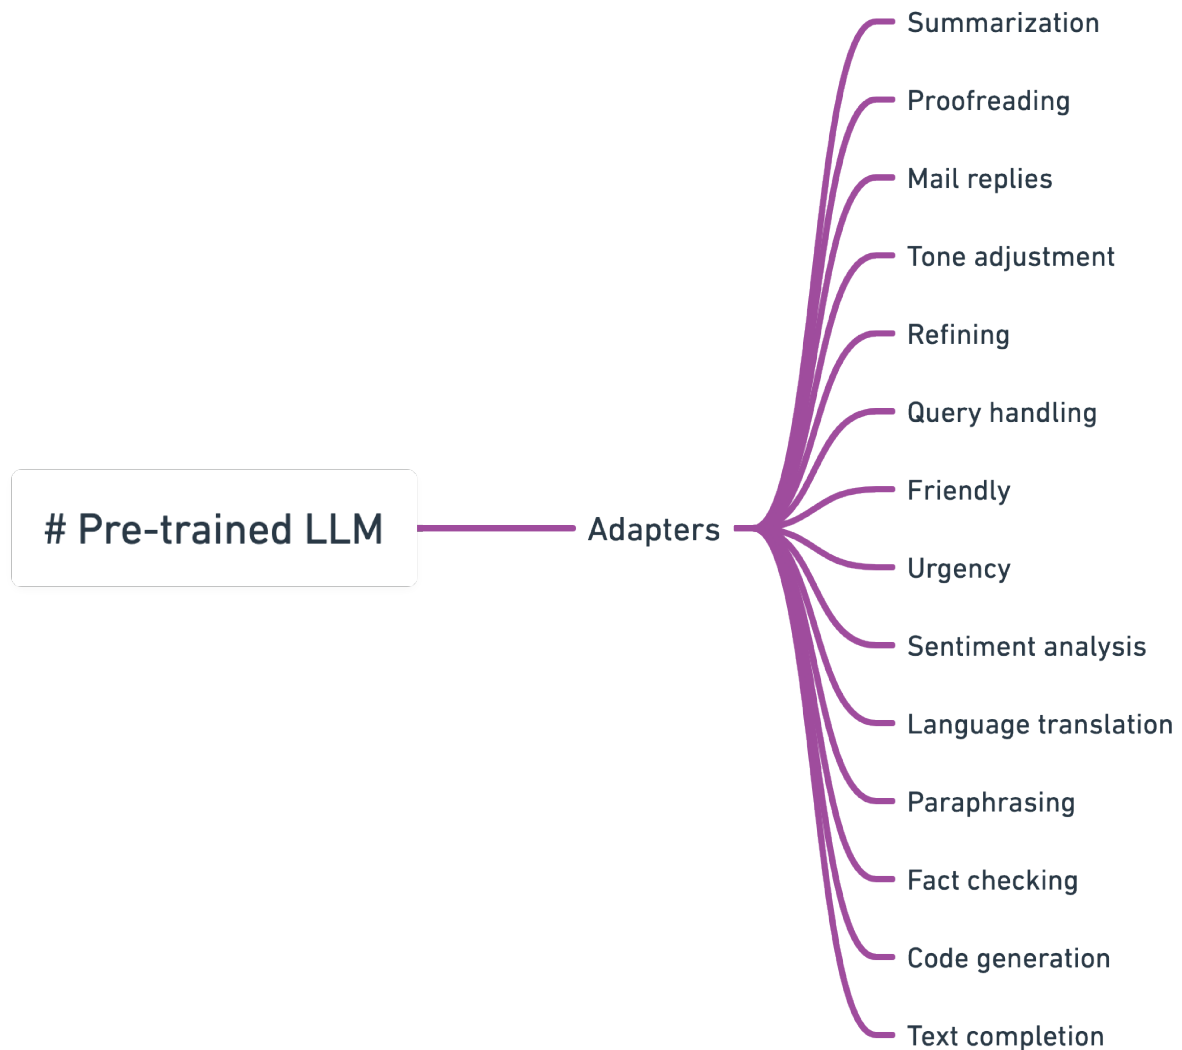 # Pre-trained LLM
Adapters
Summarization
Proofreading
Mail replies
Tone adjustment
Refining
Query handling
Friendly
Urgency
Sentiment analysis
Language translation
Paraphrasing
Fact checking
Code generation
Text completion